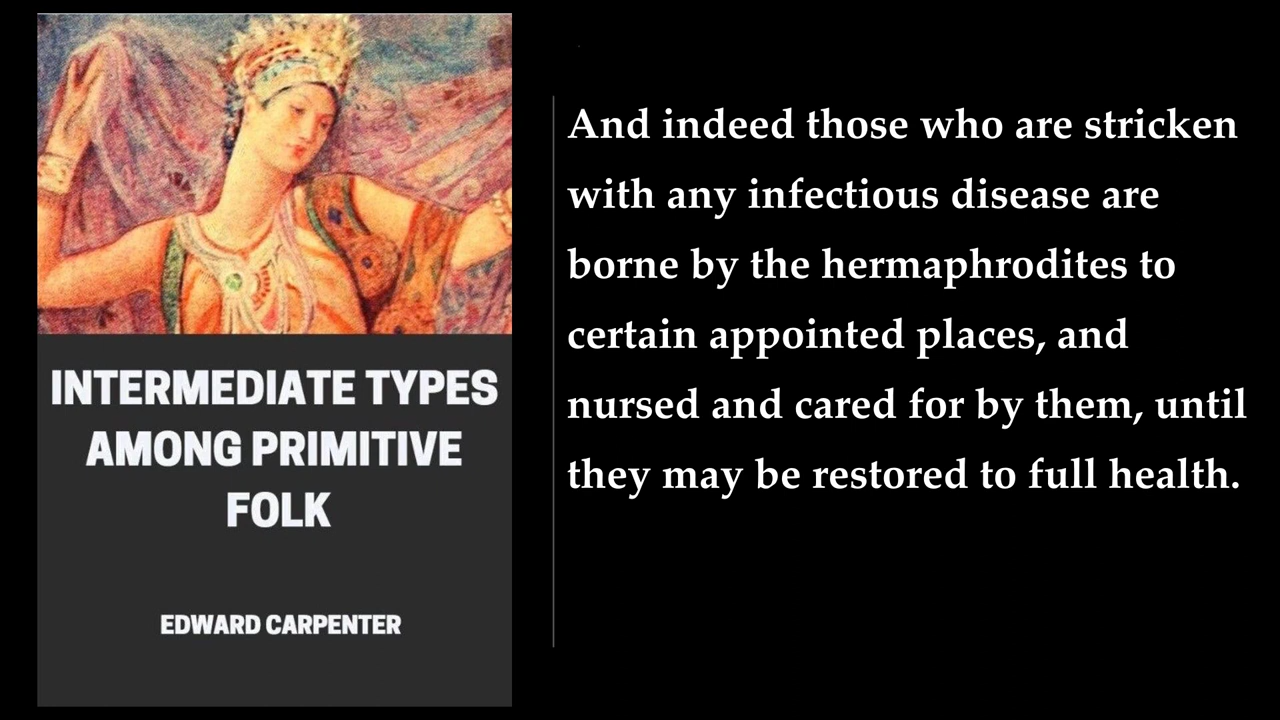 INTERMEDIATE TYPES
AMONG PRIMITIVE
FOLK
EDWARD CARPENTER
And indeed those who are stricken
with any infectious disease are
borne by the hermaphrodites to
certain appointed places, and
nursed and cared for by them, until
they may be restored to full health.